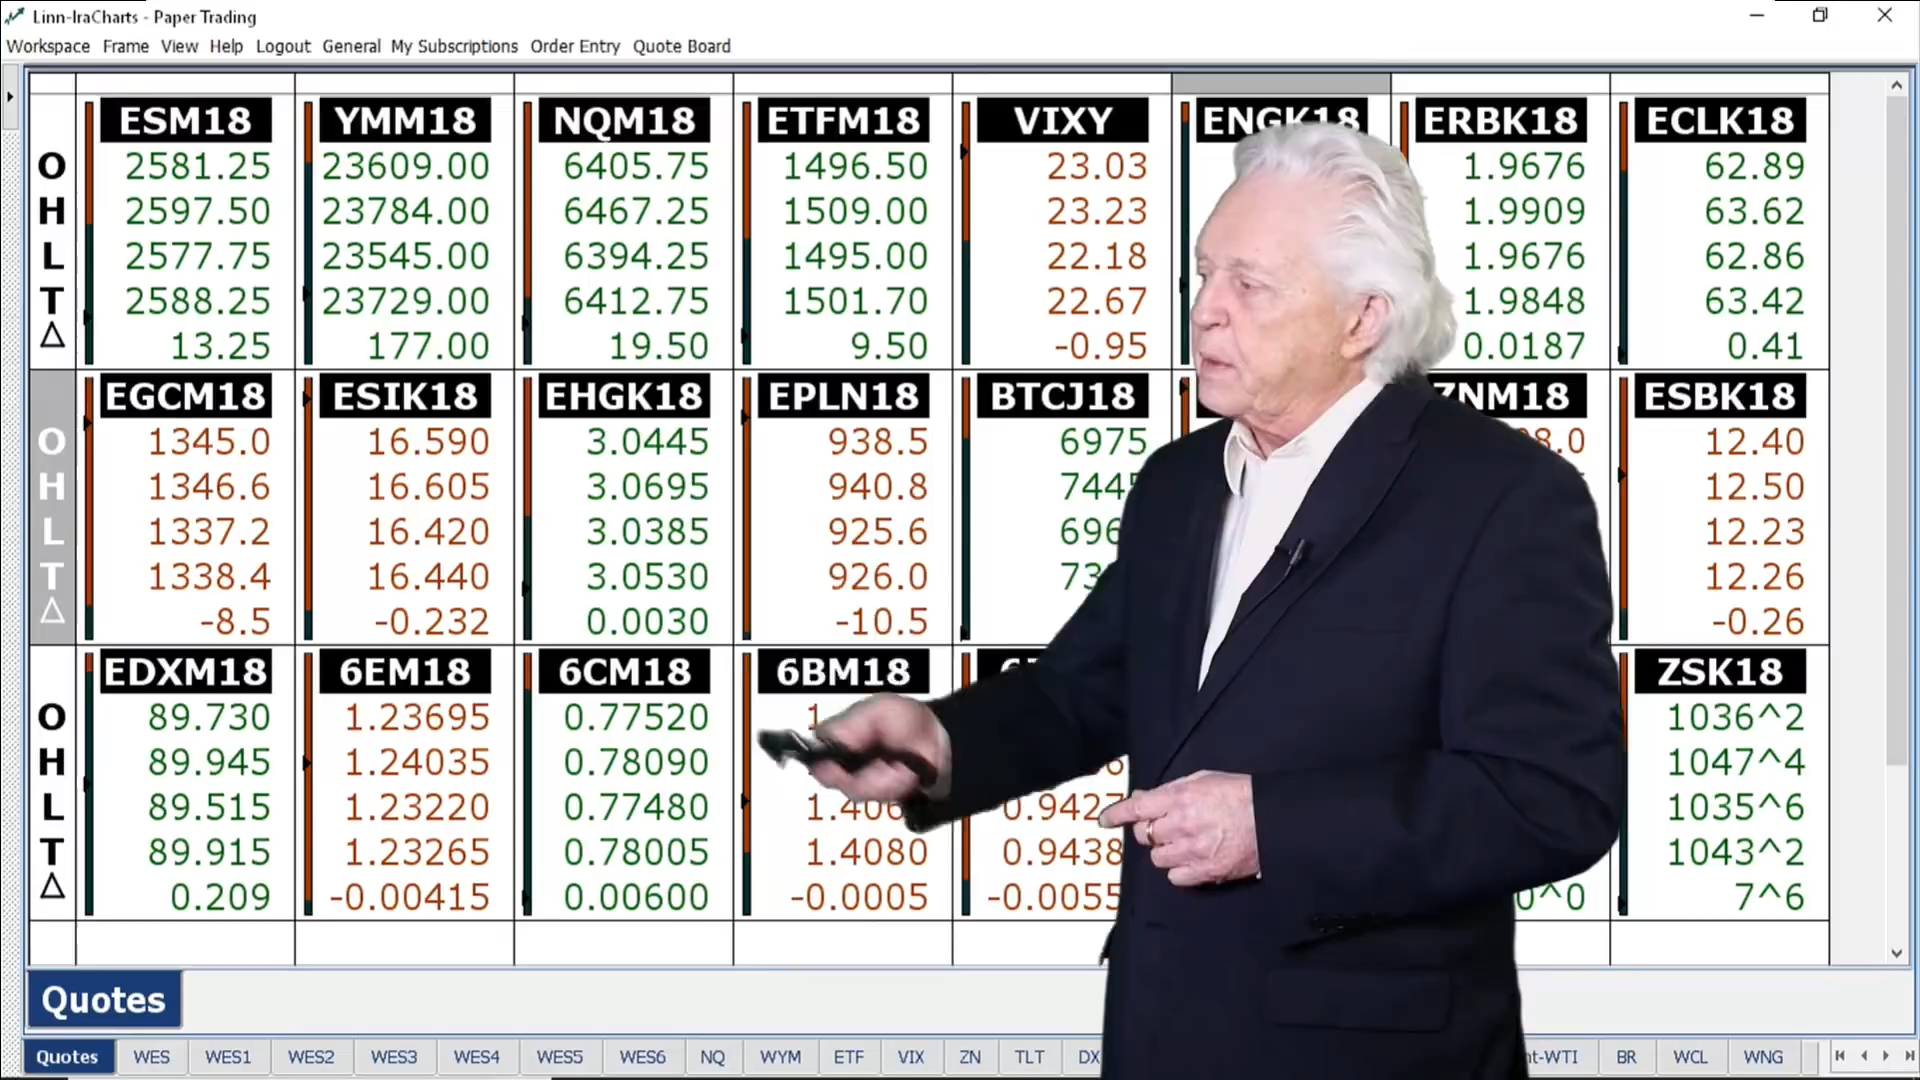 Linn-IraCharts - Paper Trading
Workspace Frame View Help Logout General My Subscriptions Order Entry Quote Board
ESM18 YMM18 NQM18 ETFM18 VIXY ENGK18 ERBK18 ECLK18
O 2581.25 23609.00 6405.75 1496.50 23.03 1.9676 62.89
H 2597.50 23784.00 6467.25 1509.00 23.23 1.9909 63.62
L 2577.75 23545.00 6394.25 1495.00 22.18 1.9676 62.86
T 2588.25 23729.00 6412.75 1501.70 22.67 1.9848 63.42
Δ 13.25 177.00 19.50 9.50 -0.95 0.0187 0.41
EGCM18 ESIK18 EHGK18 EPLN18 BTCJ18 ZNM18 ESBK18
O 1345.0 16.590 3.0445 938.5 6975 12.40
H 1346.6 16.605 3.0695 940.8 12.50
L 1337.2 16.420 3.0385 925.6 12.23
T 1338.4 16.440 3.0530 926.0 12.26
Δ -8.5 -0.232 0.0030 -10.5 -0.26
EDXM18 6EM18 6CM18 6BM18 ZSK18
O 89.730 1.23695 0.77520 1036^2
H 89.945 1.24035 0.78090 1047^4
L 89.515 1.23220 0.77480 0.9427 1035^6
T 89.915 1.23265 0.78005 1.4080 0.9438 1043^2
Δ 0.209 -0.00415 0.00600 -0.0005 -0.0055 7^6
Quotes
Quotes WES WES1 WES2 WES3 WES4 WES5 WES6 NQ WYM ETF VIX ZN TLT DX nt-WTI BR WCL WNG